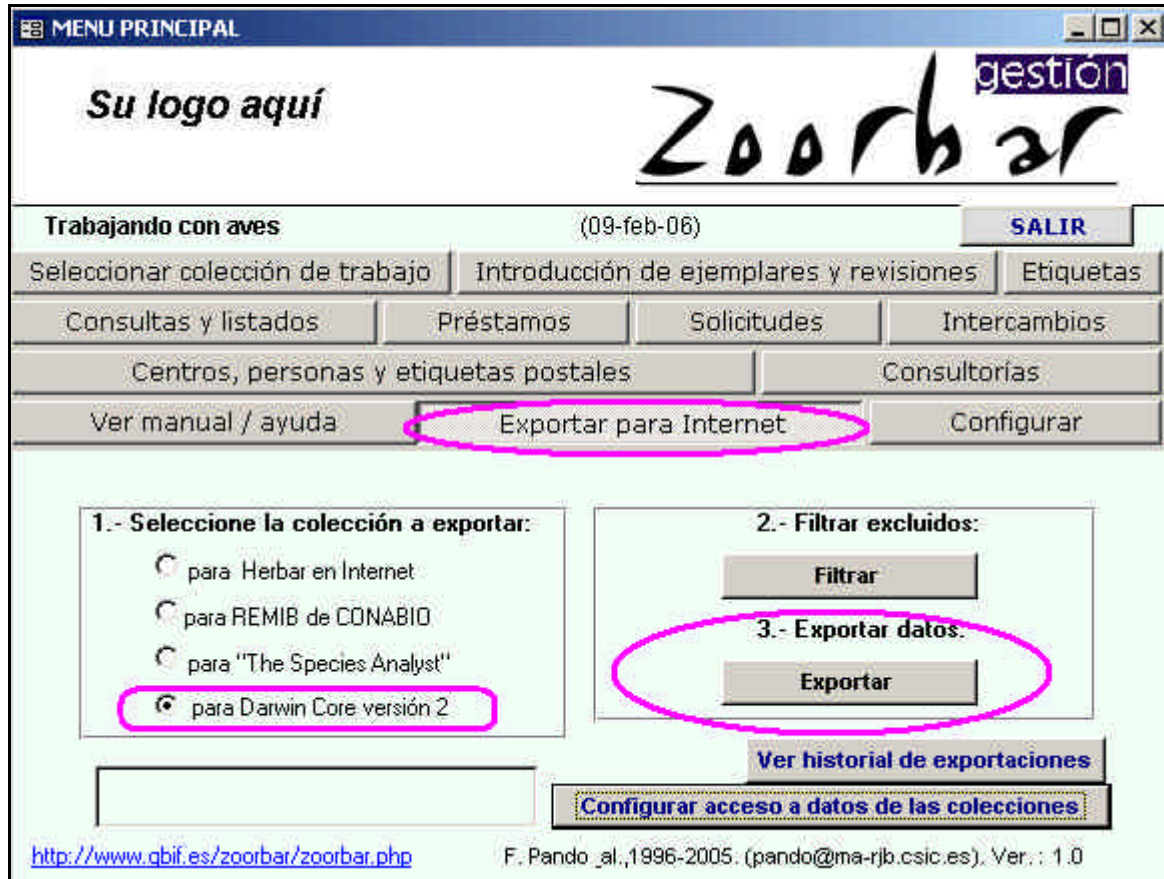 MENU PRINCIPAL
Su logo aquí
gestión
Zoorbar
Trabajando con aves (09-feb-06) SALIR
Seleccionar colección de trabajo Introducción de ejemplares y revisiones Etiquetas
Consultas y listados Préstamos Solicitudes Intercambios
Centros, personas y etiquetas postales Consultorías
Ver manual / ayuda Exportar para Internet Configurar
1.- Seleccione la colección a exportar: 2.- Filtrar excluidos:
para Herbar en Internet Filtrar
para REMIB de CONABIO 3.- Exportar datos:
para "The Species Analyst" Exportar
para Darwin Core versión 2
Ver historial de exportaciones
Configurar acceso a datos de las colecciones
http://www.gbif.es/zoorbar/zoorbar.php F. Pando _al.,1996-2005. (pando@ma-rjb.csic.es). Ver. : 1.0